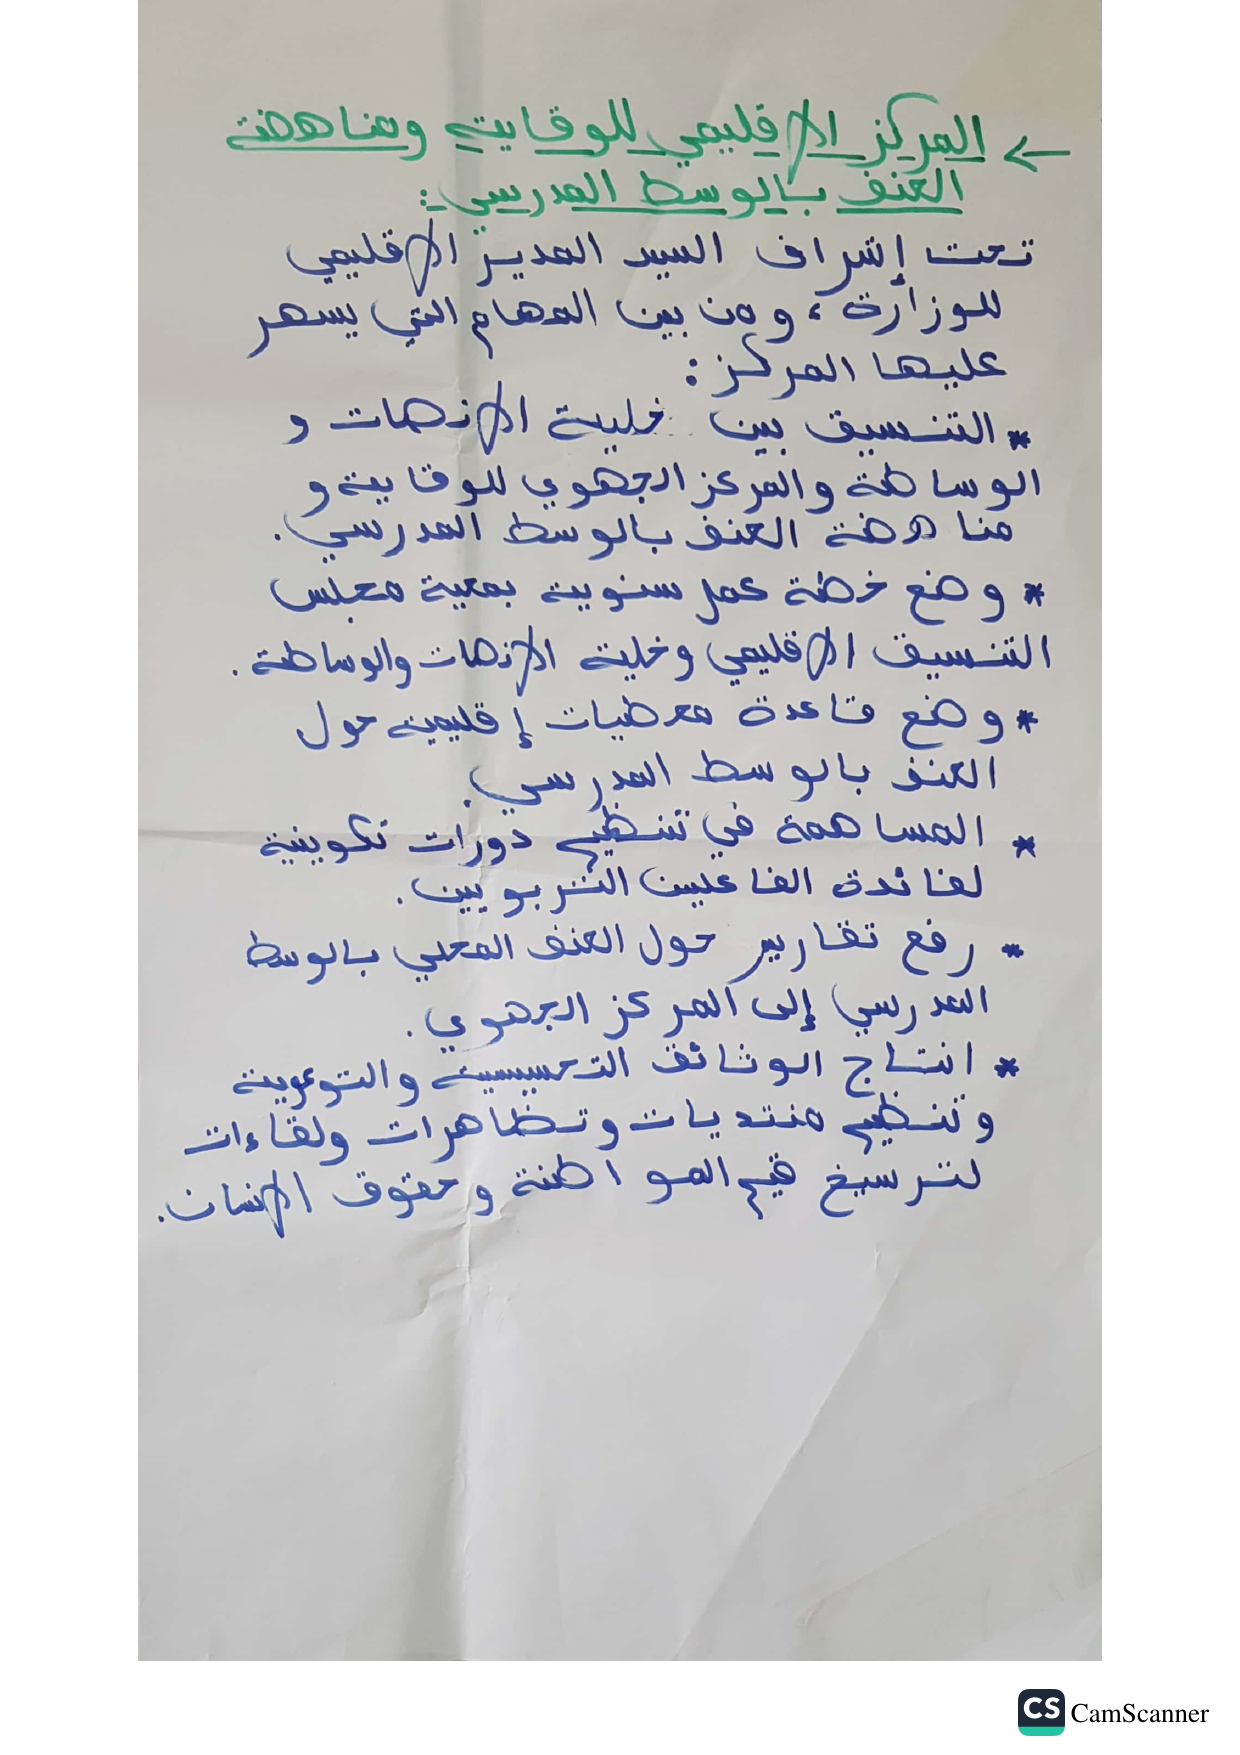 ← المركز الإقليمي للوقاية ومناهضة
العنف بالوسط المدرسي:
تحت إشراف السيد المدير الإقليمي
للوزارة، ومن بين المهام التي يسهر
عليها المركز:
* التنسيق بين خلية الإنصات و
الوساطة والمركز الجهوي للوقاية و
مناهضة العنف بالوسط المدرسي.
* وضع خطة عمل سنوية بمعية مجلس
التنسيق الإقليمي وخلية الإنصات والوساطة.
* وضع قاعدة معطيات إقليمية حول
العنف بالوسط المدرسي.
* المساهمة في تنظيم دورات تكوينية
لفائدة الفاعلين التربويين.
* رفع تقارير حول العنف المحلي بالوسط
المدرسي إلى المركز الجهوي.
* انتاج الوثائق التحسيسية والتوعوية
وتنظيم منتديات وتظاهرات ولقاءات
لترسيخ قيم المواطنة وحقوق الإنسان.
CS CamScanner